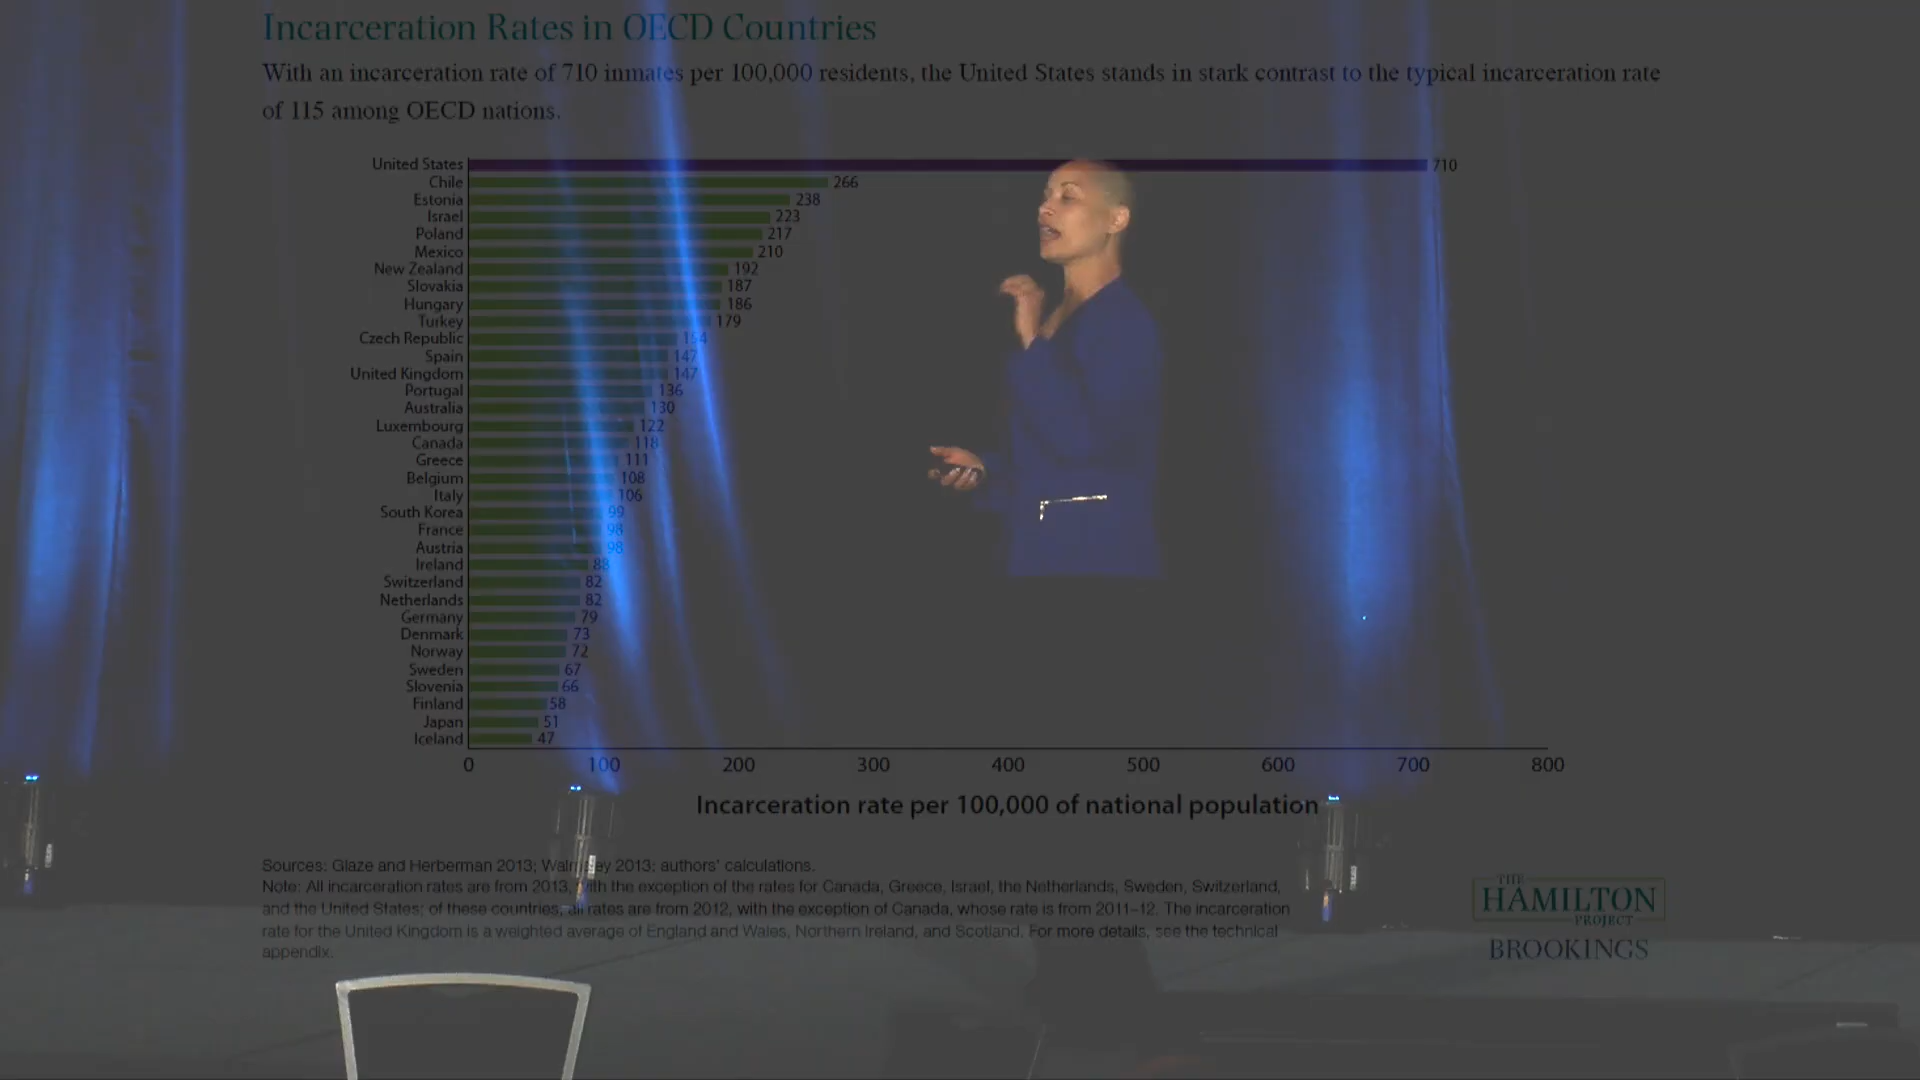 Incarceration Rates in OECD Countries
With an incarceration rate of 710 inmates per 100,000 residents, the United States stands in stark contrast to the typical incarceration rate
of 115 among OECD nations.
United States 710
Chile 266
Estonia 238
Israel 223
Poland 217
Mexico 210
New Zealand 192
Slovakia 187
Hungary 186
Turkey 179
Czech Republic 154
Spain 147
United Kingdom 147
Portugal 136
Australia 130
Luxembourg 122
Canada 118
Greece 111
Belgium 108
Italy 106
South Korea 99
France 98
Austria 98
Ireland 88
Switzerland 82
Netherlands 82
Germany 79
Denmark 73
Norway 72
Sweden 67
Slovenia 66
Finland 58
Japan 51
Iceland 47
0 100 200 300 400 500 600 700 800
Incarceration rate per 100,000 of national population
Sources: Glaze and Herberman 2013; Walmsley 2013; authors' calculations.
Note: All incarceration rates are from 2013, with the exception of the rates for Canada, Greece, Israel, the Netherlands, Sweden, Switzerland,
and the United States; of these countries, all rates are from 2012, with the exception of Canada, whose rate is from 2011–12. The incarceration
rate for the United Kingdom is a weighted average of England and Wales, Northern Ireland, and Scotland. For more details, see the technical
appendix.
THE
HAMILTON
PROJECT
BROOKINGS